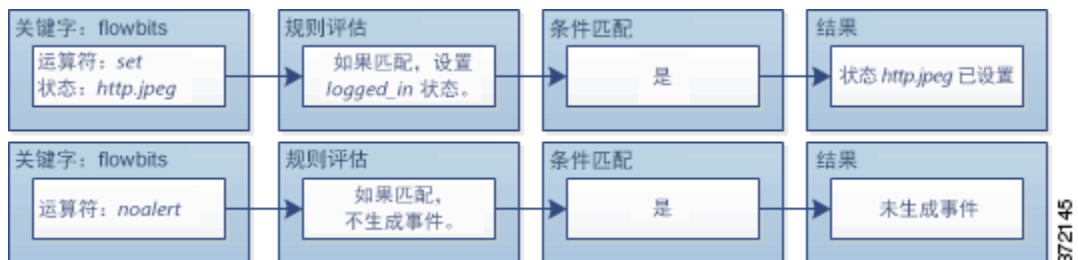 关键字：flowbits
运算符：set
状态：http.jpeg
规则评估
如果匹配，设置
logged_in 状态。
条件匹配
是
结果
状态 http.jpeg 已设置
关键字：flowbits
运算符：noalert
规则评估
如果匹配，
不生成事件。
条件匹配
是
结果
未生成事件
372145